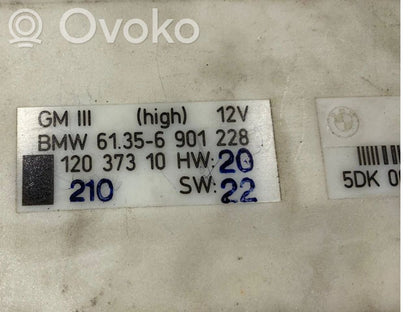 Ovoko
GM III (high) 12V
BMW 61.35-6 901 228
120 373 10 HW: 20
210 SW: 22
5DK 00